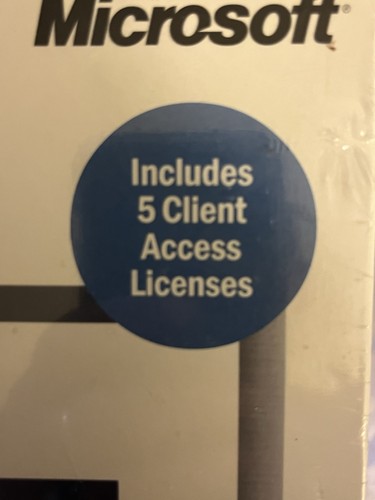 Microsoft®
Includes
5 Client
Access
Licenses